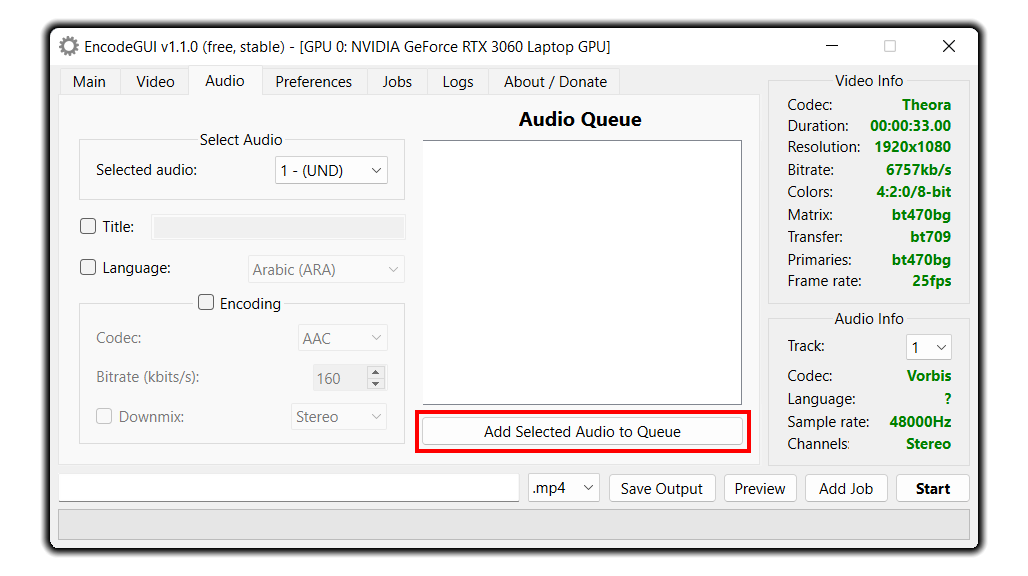 EncodeGUI v1.1.0 (free, stable) - [GPU 0: NVIDIA GeForce RTX 3060 Laptop GPU]
Main Video Audio Preferences Jobs Logs About / Donate
Audio Queue
Select Audio
Selected audio: 1 - (UND)
Title:
Language: Arabic (ARA)
Encoding
Codec: AAC
Bitrate (kbits/s): 160
Downmix: Stereo
Add Selected Audio to Queue
Video Info
Codec: Theora
Duration: 00:00:33.00
Resolution: 1920x1080
Bitrate: 6757kb/s
Colors: 4:2:0/8-bit
Matrix: bt470bg
Transfer: bt709
Primaries: bt470bg
Frame rate: 25fps
Audio Info
Track: 1
Codec: Vorbis
Language: ?
Sample rate: 48000Hz
Channels: Stereo
.mp4 Save Output Preview Add Job Start